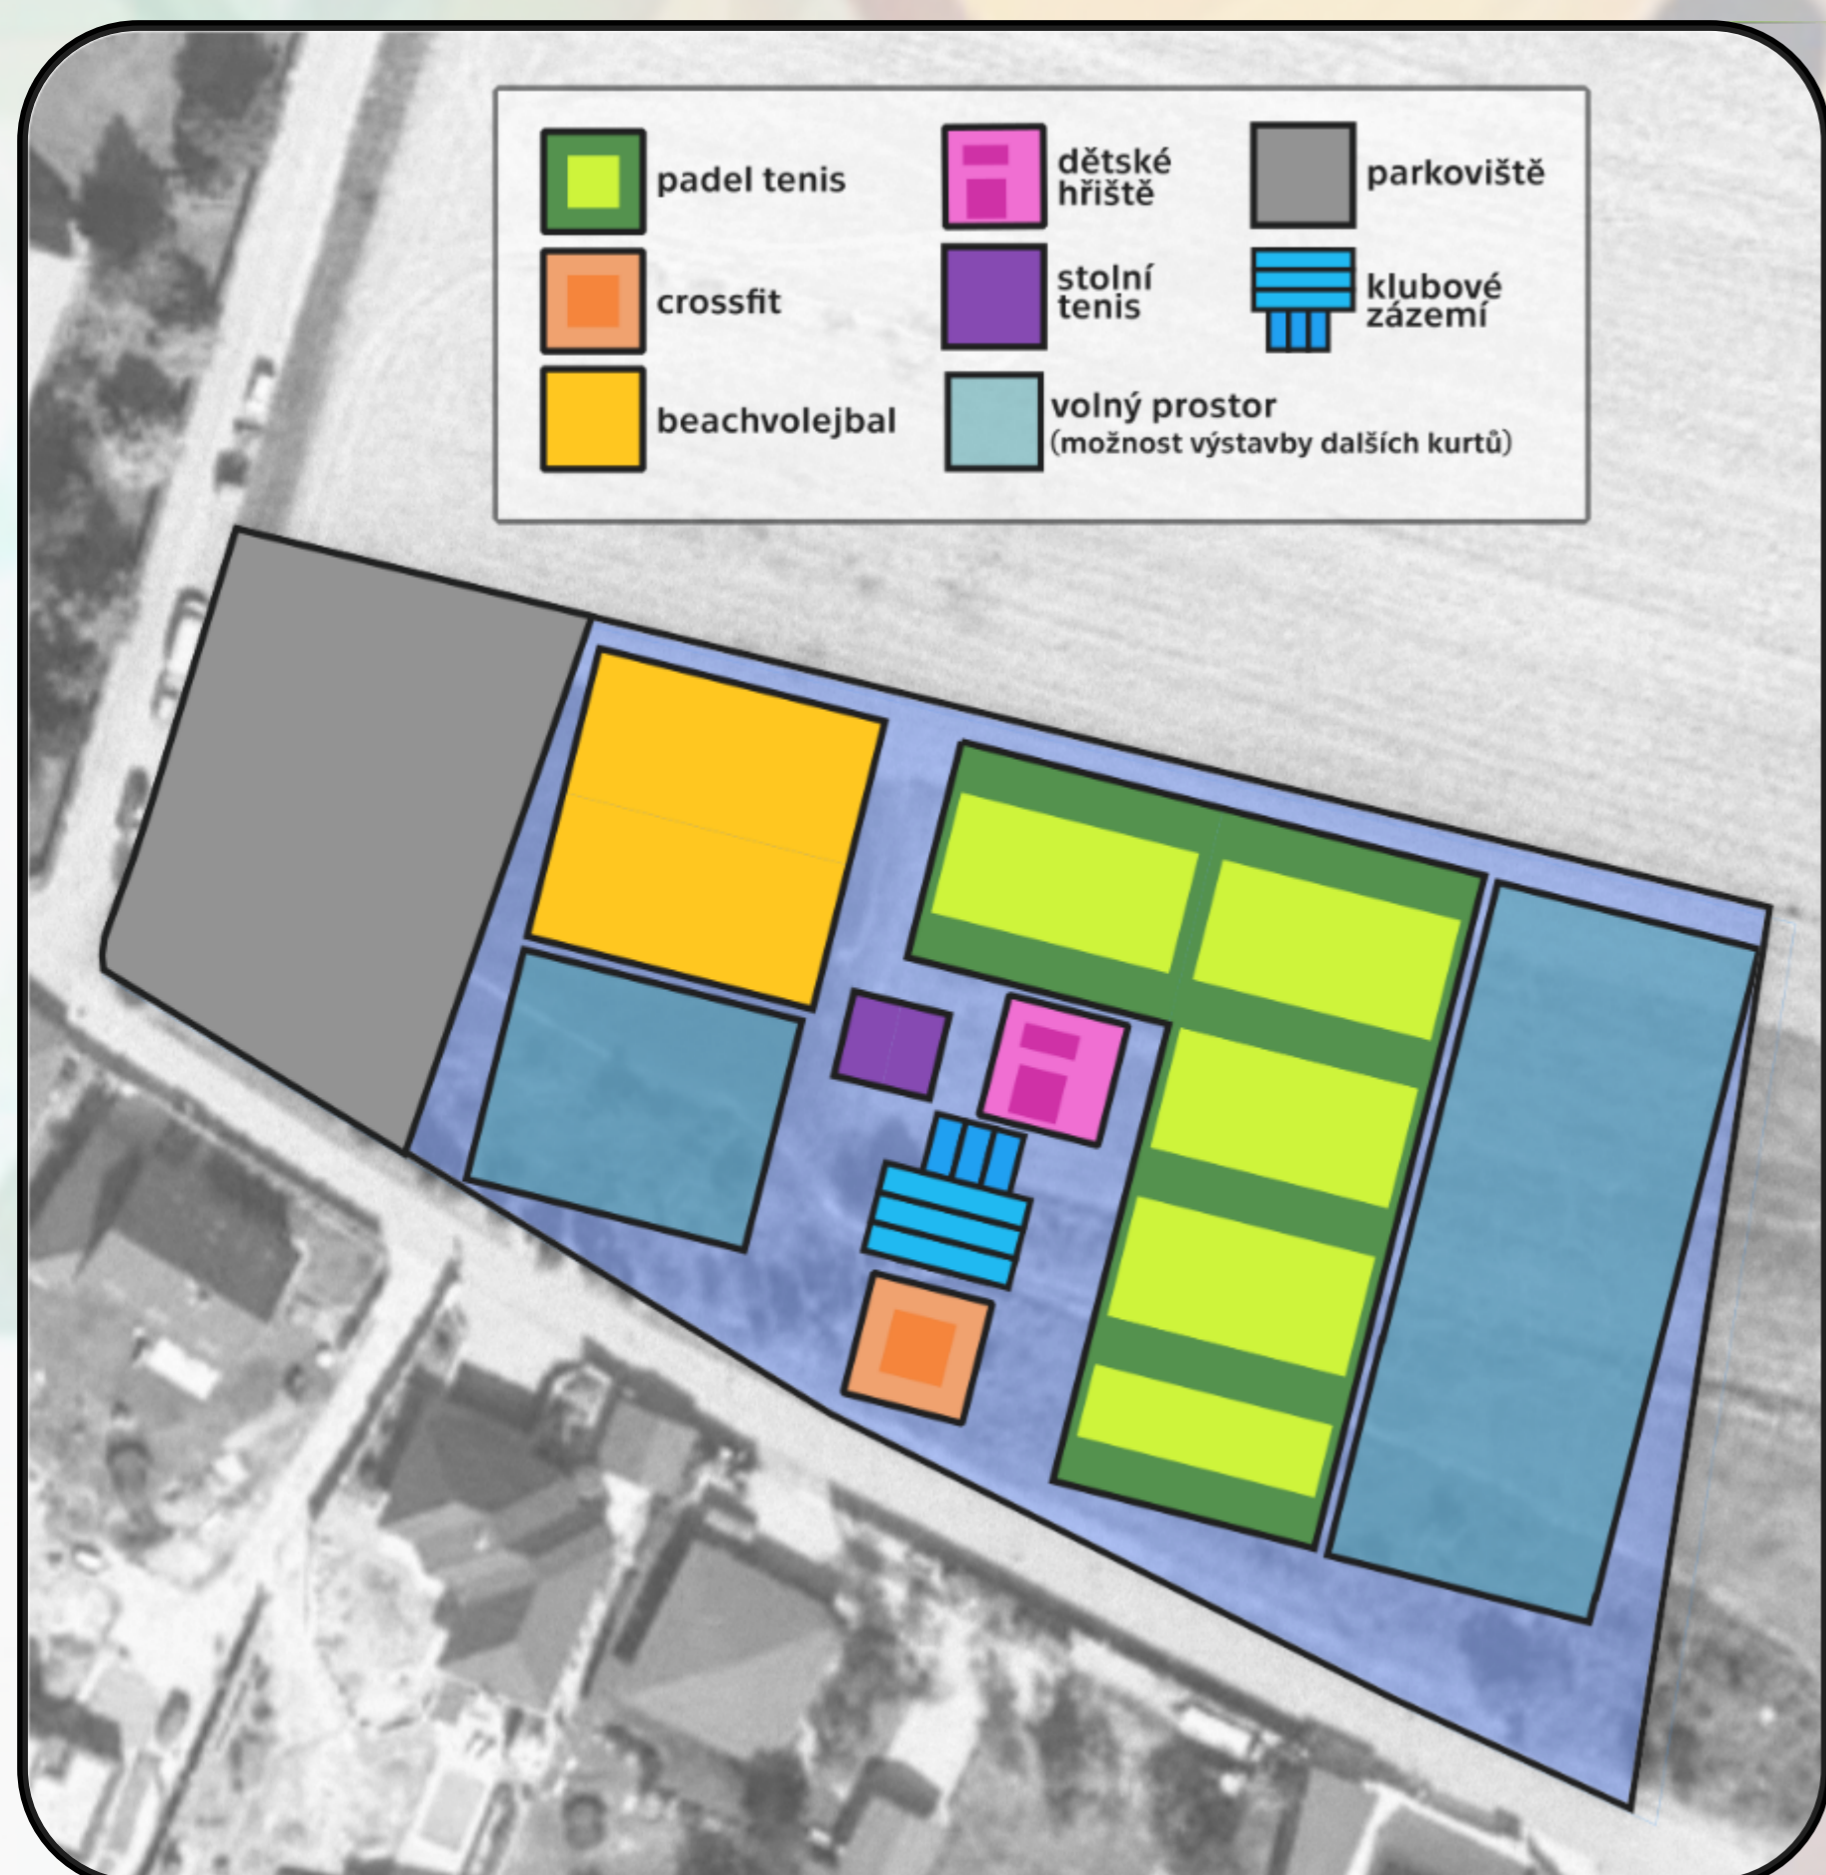 padel tenis
crossfit
beachvolejbal
dětské
hřiště
stolní
tenis
volný prostor
(možnost výstavby dalších kurtů)
parkoviště
klubové
zázemí